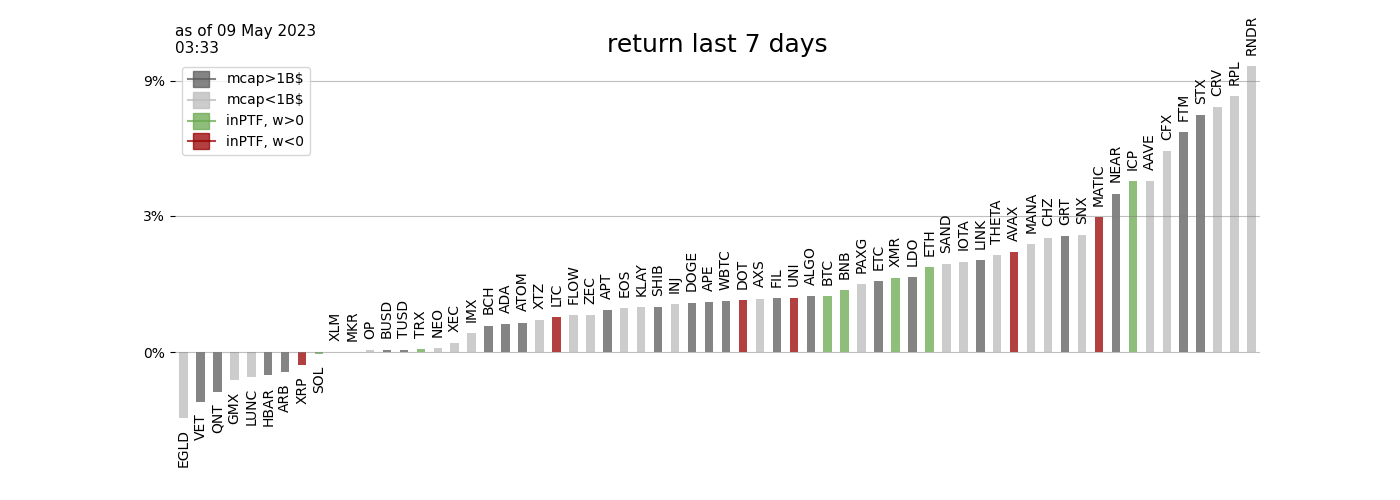 as of 09 May 2023
03:33
return last 7 days
mcap>1B$
mcap<1B$
inPTF, w>0
inPTF, w<0
9%
3%
0%
EGLD
VET
QNT
GMX
LUNC
HBAR
ARB
XRP
SOL
XLM
MKR
OP
BUSD
TUSD
TRX
NEO
XEC
IMX
BCH
ADA
ATOM
XTZ
LTC
FLOW
ZEC
APT
EOS
KLAY
SHIB
INJ
DOGE
APE
WBTC
DOT
AXS
FIL
UNI
ALGO
BTC
BNB
PAXG
ETC
XMR
LDO
ETH
SAND
IOTA
LINK
THETA
AVAX
MANA
CHZ
GRT
SNX
MATIC
NEAR
ICP
AAVE
CFX
FTM
STX
CRV
RPL
RNDR